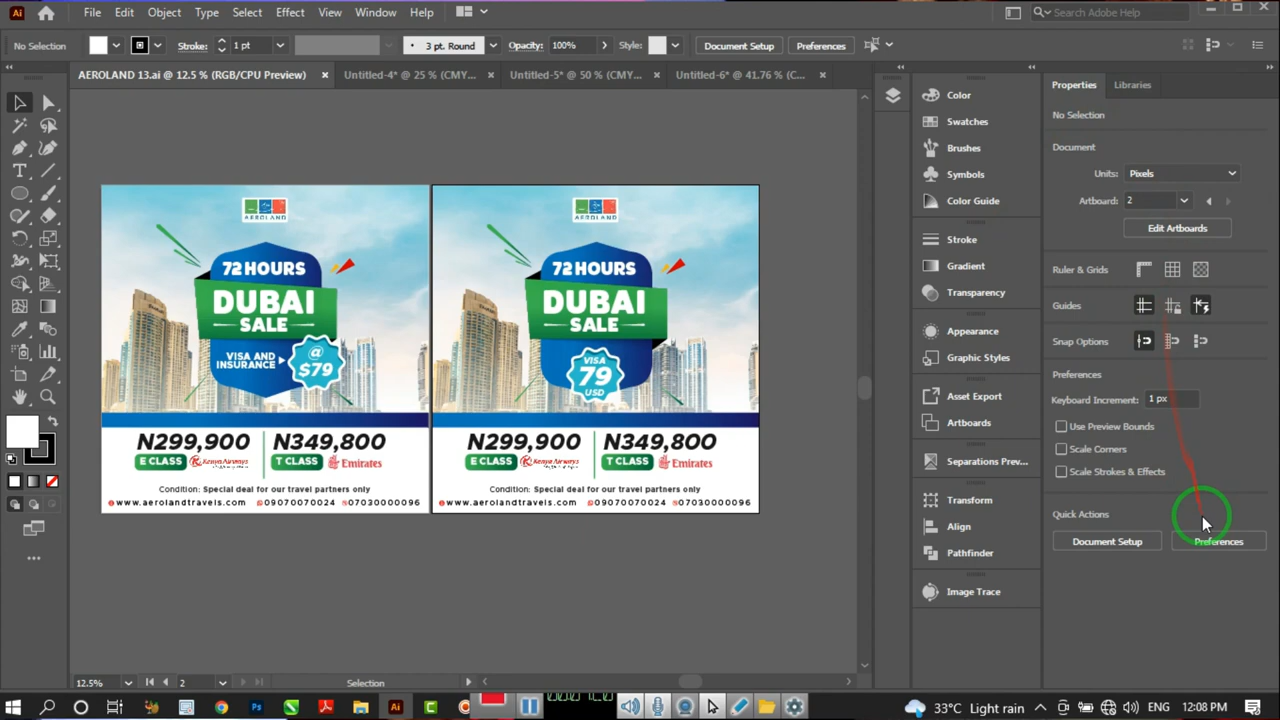 Ai File Edit Object Type Select Effect View Window Help Search Adobe Help
No Selection Stroke: 1 pt 3 pt. Round Opacity: 100% Style: Document Setup Preferences
AEROLAND 13.ai @ 12.5 % (RGB/CPU Preview) × Untitled-4* @ 25 % (CMY... × Untitled-5* @ 50 % (CMY... × Untitled-6* @ 41.76 % (C... ×
AEROLAND
72 HOURS
DUBAI
SALE
VISA AND
INSURANCE
@
$79
N299,900 N349,800
E CLASS Kenya Airways T CLASS Emirates
Condition: Special deal for our travel partners only
www.aerolandtravels.com 09070070024 07030000096
AEROLAND
72 HOURS
DUBAI
SALE
VISA
79
USD
N299,900 N349,800
E CLASS Kenya Airways T CLASS Emirates
Condition: Special deal for our travel partners only
www.aerolandtravels.com 09070070024 07030000096
Color
Swatches
Brushes
Symbols
Color Guide
Stroke
Gradient
Transparency
Appearance
Graphic Styles
Asset Export
Artboards
Separations Prev...
Transform
Align
Pathfinder
Image Trace
Properties Libraries
No Selection
Document
Units: Pixels
Artboard: 2
Edit Artboards
Ruler & Grids
Guides
Snap Options
Preferences
Keyboard Increment: 1 px
Use Preview Bounds
Scale Corners
Scale Strokes & Effects
Quick Actions
Document Setup Preferences
12.5% 2 Selection
Ps Ai 33°C Light rain ENG 12:08 PM